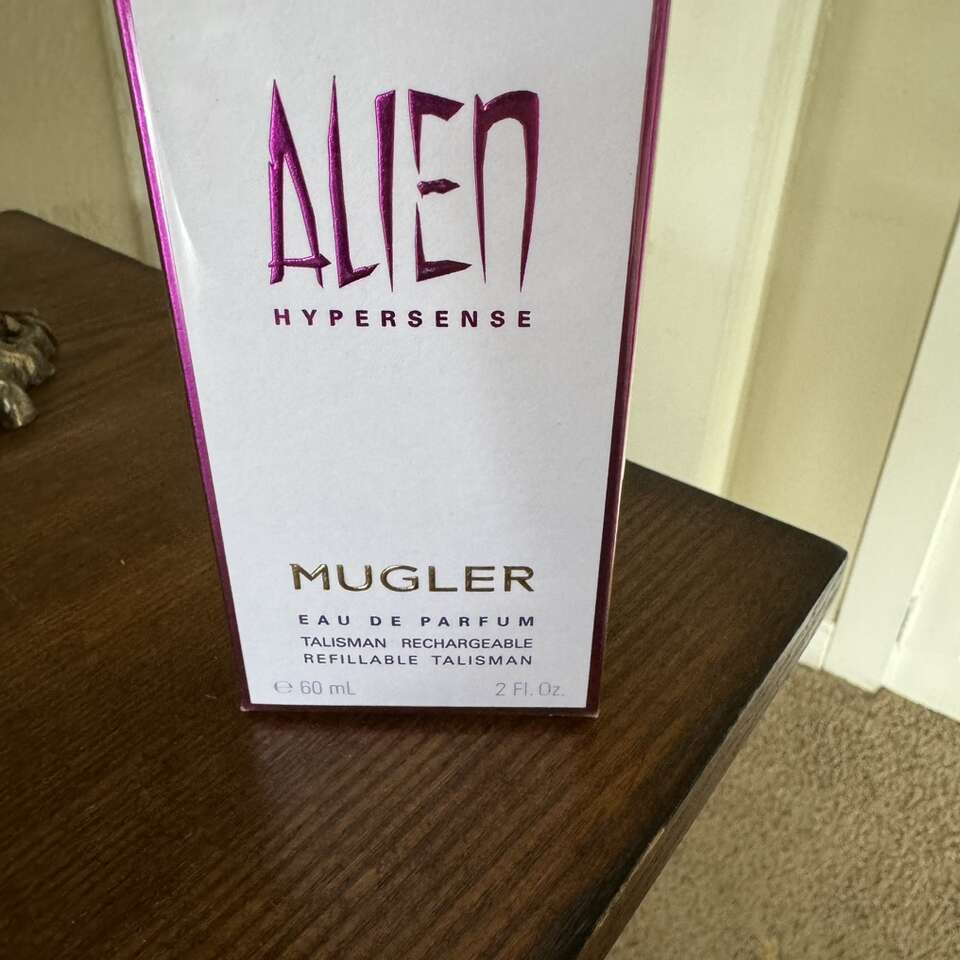 ALIEN
HYPERSENSE
MUGLER
EAU DE PARFUM
TALISMAN RECHARGEABLE
REFILLABLE TALISMAN
℮ 60 mL 2 Fl. Oz.